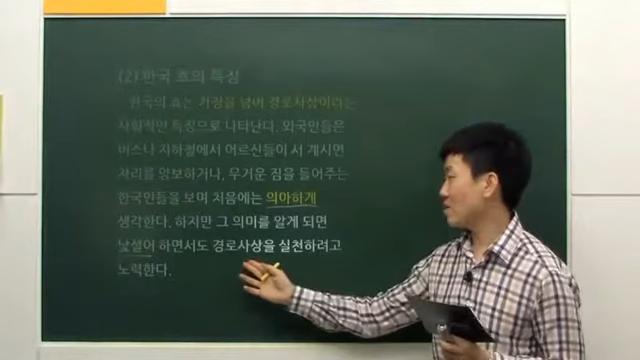 (2) 한국 효의 특징
한국의 효는 가정을 넘어 경로사상이라는
사회적인 특징으로 나타난다. 외국인들은
버스나 지하철에서 어르신들이 서 계시면
자리를 양보하거나, 무거운 짐을 들어주는
한국인들을 보며 처음에는 의아하게
생각한다. 하지만 그 의미를 알게 되면
낯설어 하면서도 경로사상을 실천하려고
노력한다.